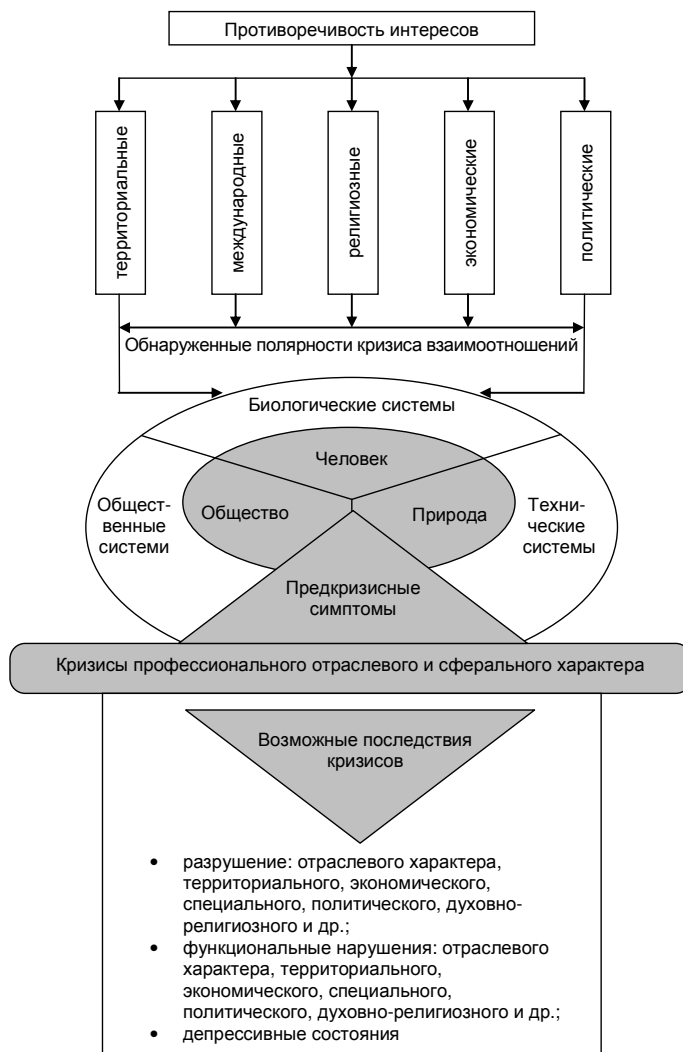 Противоречивость интересов
территориальные
международные
религиозные
экономические
политические
Обнаруженные полярности кризиса взаимоотношений
Биологические системы
Человек
Общест-
венные
системи
Общество
Природа
Техни-
ческие
системы
Предкризисные
симптомы
Кризисы профессионального отраслевого и сферального характера
Возможные последствия
кризисов
• разрушение: отраслевого характера,
территориального, экономического,
специального, политического, духовно-
религиозного и др.;
• функциональные нарушения: отраслевого
характера, территориального,
экономического, специального,
политического, духовно-религиозного и др.;
• депрессивные состояния